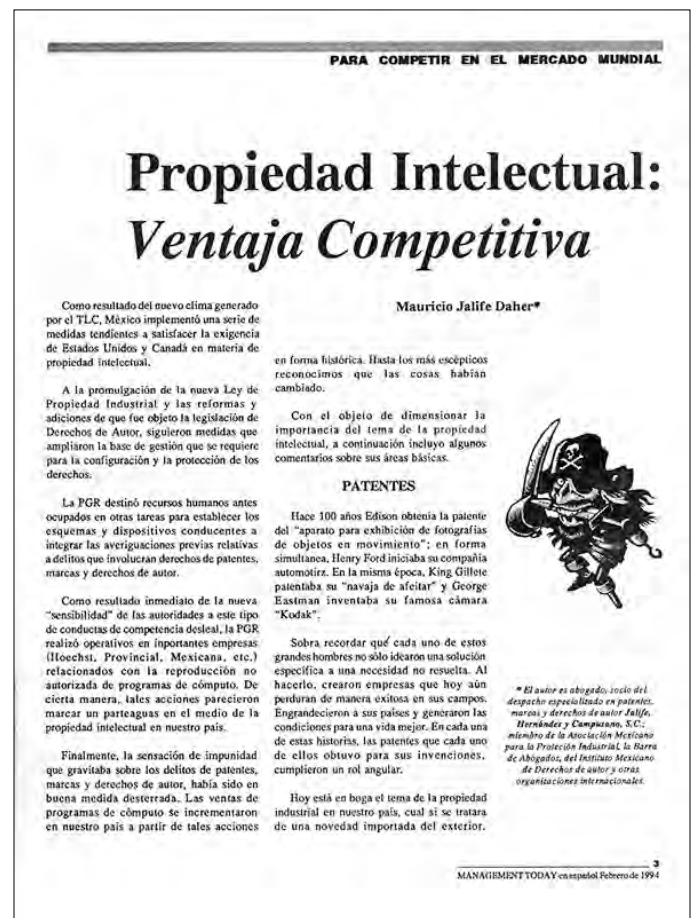 PARA COMPETIR EN EL MERCADO MUNDIAL
Propiedad Intelectual:
Ventaja Competitiva
Mauricio Jalife Daher*
Como resultado del nuevo clima generado
por el TLC, México implementó una serie de
medidas tendientes a satisfacer la exigencia
de Estados Unidos y Canadá en materia de
propiedad intelectual.
A la promulgación de la nueva Ley de
Propiedad Industrial y las reformas y
adiciones de que fue objeto la legislación de
Derechos de Autor, siguieron medidas que
ampliaron la base de gestión que se requiere
para la configuración y la protección de los
derechos.
La PGR destinó recursos humanos antes
ocupados en otras tareas para establecer los
esquemas y dispositivos conducentes a
integrar las averiguaciones previas relativas
a delitos que involucran derechos de patentes,
marcas y derechos de autor.
Como resultado inmediato de la nueva
"sensibilidad" de las autoridades a este tipo
de conductas de competencia desleal, la PGR
realizó operativos en inportantes empresas
(Hoechst, Provincial, Mexicana, etc.)
relacionados con la reproducción no
autorizada de programas de cómputo. De
cierta manera, tales acciones parecieron
marcar un parteaguas en el medio de la
propiedad intelectual en nuestro país.
Finalmente, la sensación de impunidad
que gravitaba sobre los delitos de patentes,
marcas y derechos de autor, había sido en
buena medida desterrada. Las ventas de
programas de cómputo se incrementaron
en nuestro país a partir de tales acciones
en forma histórica. Hasta los más escépticos
reconocimos que las cosas habían
cambiado.
Con el objeto de dimensionar la
importancia del tema de la propiedad
intelectual, a continuación incluyo algunos
comentarios sobre sus áreas básicas.
PATENTES
Hace 100 años Edison obtenia la patente
del "aparato para exhibición de fotografías
de objetos en movimiento"; en forma
simultanea, Henry Ford iniciaba su compañía
automotirz. En la misma época, King Gillete
patentaba su "navaja de afeitar" y George
Eastman inventaba su famosa cámara
"Kodak".
Sobra recordar qué cada uno de estos
grandes hombres no sólo idearon una solución
específica a una necesidad no resuelta. Al
hacerlo, crearon empresas que hoy aún
perduran de manera exitosa en sus campos.
Engrandecieron a sus países y generaron las
condiciones para una vida mejor. En cada una
de estas historias, las patentes que cada uno
de ellos obtuvo para sus invenciones,
cumplieron un rol angular.
Hoy está en boga el tema de la propiedad
industrial en nuestro país, cual si se tratara
de una novedad importada del exterior.
* El autor es abogado, socio del
despacho especializado en patentes,
marcas y derechos de autor Jalife,
Hernández y Campuzano, S.C.;
miembro de la Asociación Mexicano
para la Proteción Industrial, la Barra
de Abogados, del Instituto Mexicano
de Derechos de autor y otras
organizaciones internacionales.
3
MANAGEMENT TODAY en español Febrero de 1994